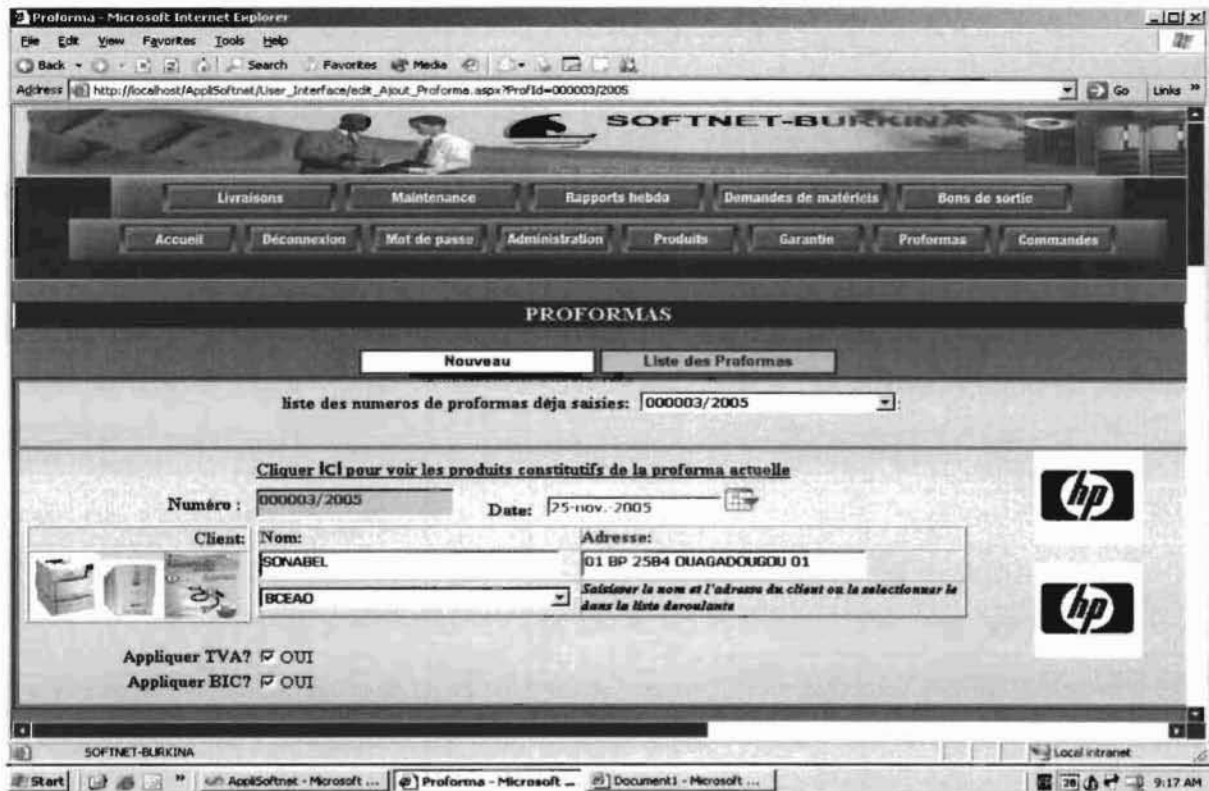 Proforma - Microsoft Internet Explorer
File Edit View Favorites Tools Help
Back Search Favorites Media
Address http://localhost/AppliSoftnet/User_Interface/edit_Ajout_Proforma.aspx?ProfId=000003/2005 Go Links »
SOFTNET-BURKINA
Livraisons Maintenance Rapports hebdo Demandes de matériels Bons de sortie
Accueil Déconnexion Mot de passe Administration Produits Garantie Proformas Commandes
PROFORMAS
Nouveau Liste des Proformas
liste des numeros de proformas déja saisies: 000003/2005 :
Cliquer ICI pour voir les produits constitutifs de la proforma actuelle
Numéro : 000003/2005 Date: 25-nov.-2005
Client: Nom: Adresse:
SONABEL 01 BP 2584 OUAGADOUGOU 01
BCEAO Saisisser le nom et l'adresse du client ou le selectionner le
dans la liste deroulante
hp
hp
Appliquer TVA? OUI
Appliquer BIC? OUI
SOFTNET-BURKINA Local intranet
Start » AppliSoftnet - Microsoft ... Proforma - Microsoft ... Document1 - Microsoft ... 9:17 AM